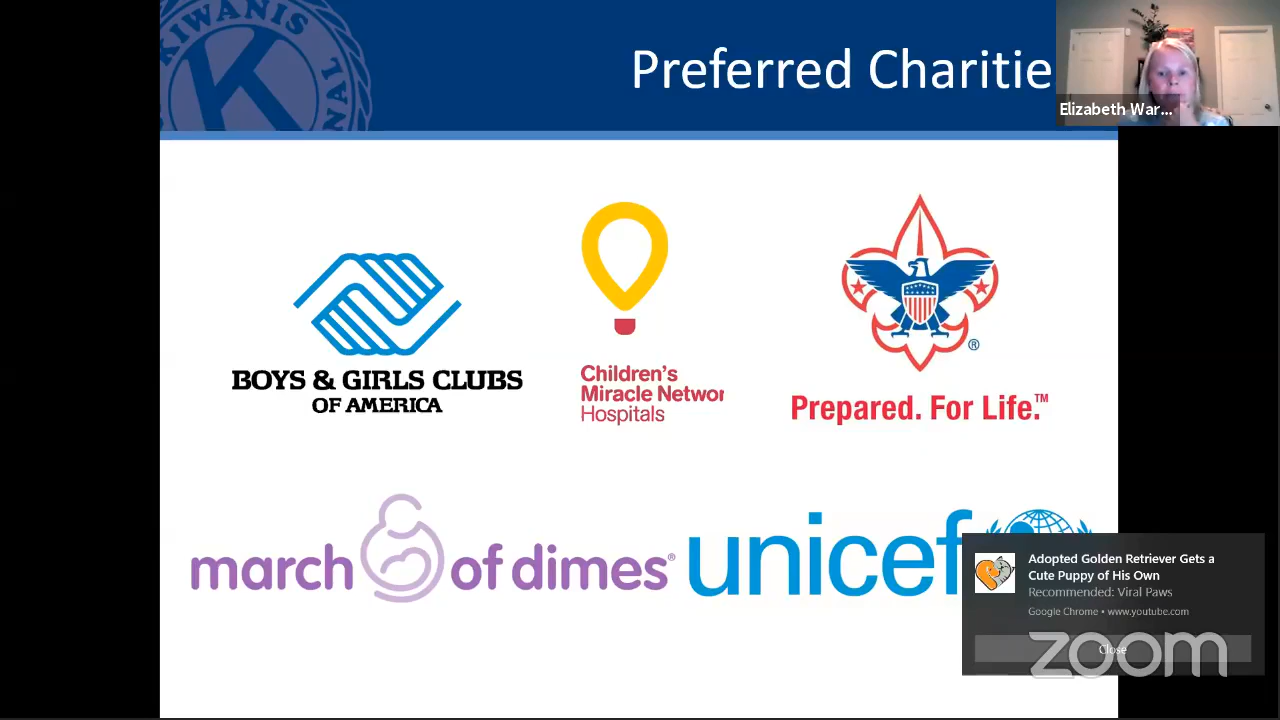 KIWANIS
NAL
K
Preferred Charitie
Elizabeth War...
BOYS & GIRLS CLUBS
OF AMERICA
Children's
Miracle Networ
Hospitals
®
Prepared. For Life.™
march of dimes®
unicef
Adopted Golden Retriever Gets a
Cute Puppy of His Own
Recommended: Viral Paws
Google Chrome • www.youtube.com
Close
zoom